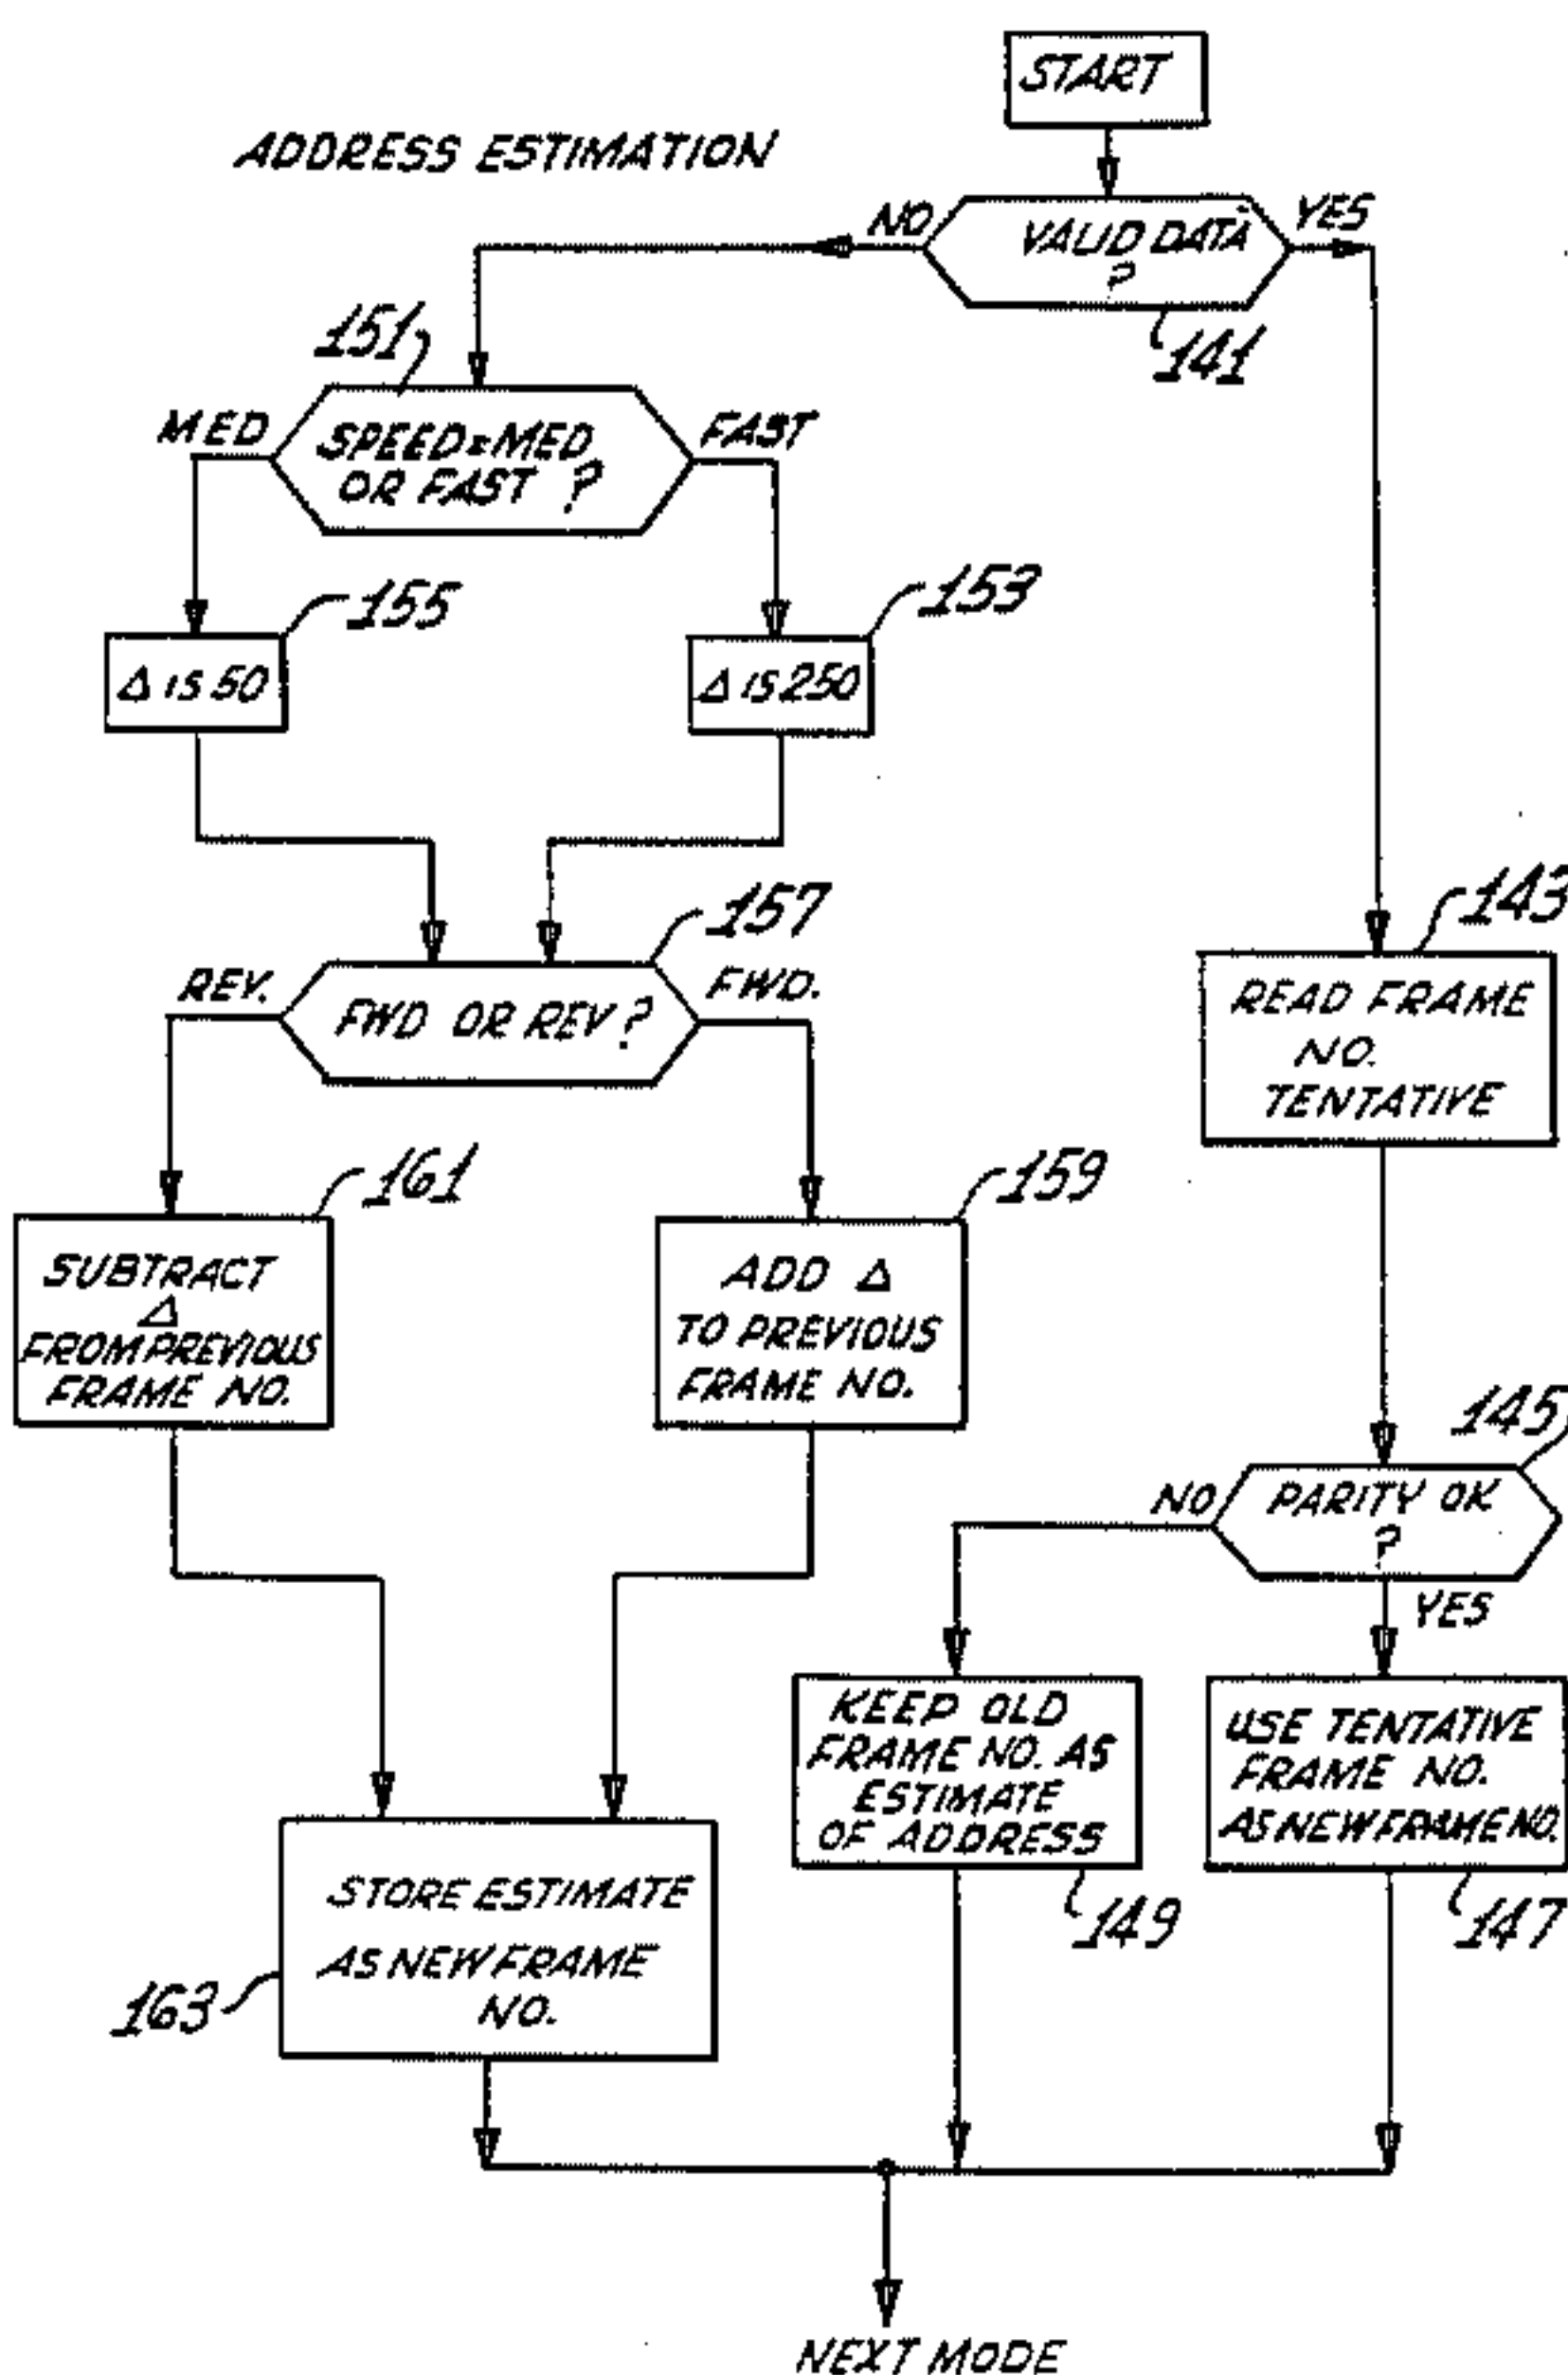 START
ADDRESS ESTIMATION
NO
VALID DATA
?
YES
141
151
MED
SPEED=MED
OR FAST ?
FAST
155
Δ IS 50
153
Δ IS 250
157
REV.
FWD OR REV?
FWD.
143
READ FRAME
NO.
TENTATIVE
161
SUBTRACT
Δ
FROM PREVIOUS
FRAME NO.
159
ADD Δ
TO PREVIOUS
FRAME NO.
145
NO
PARITY OK
?
YES
KEEP OLD
FRAME NO. AS
ESTIMATE
OF ADDRESS
149
USE TENTATIVE
FRAME NO.
AS NEW FRAME NO.
147
STORE ESTIMATE
AS NEW FRAME
NO.
163
NEXT MODE